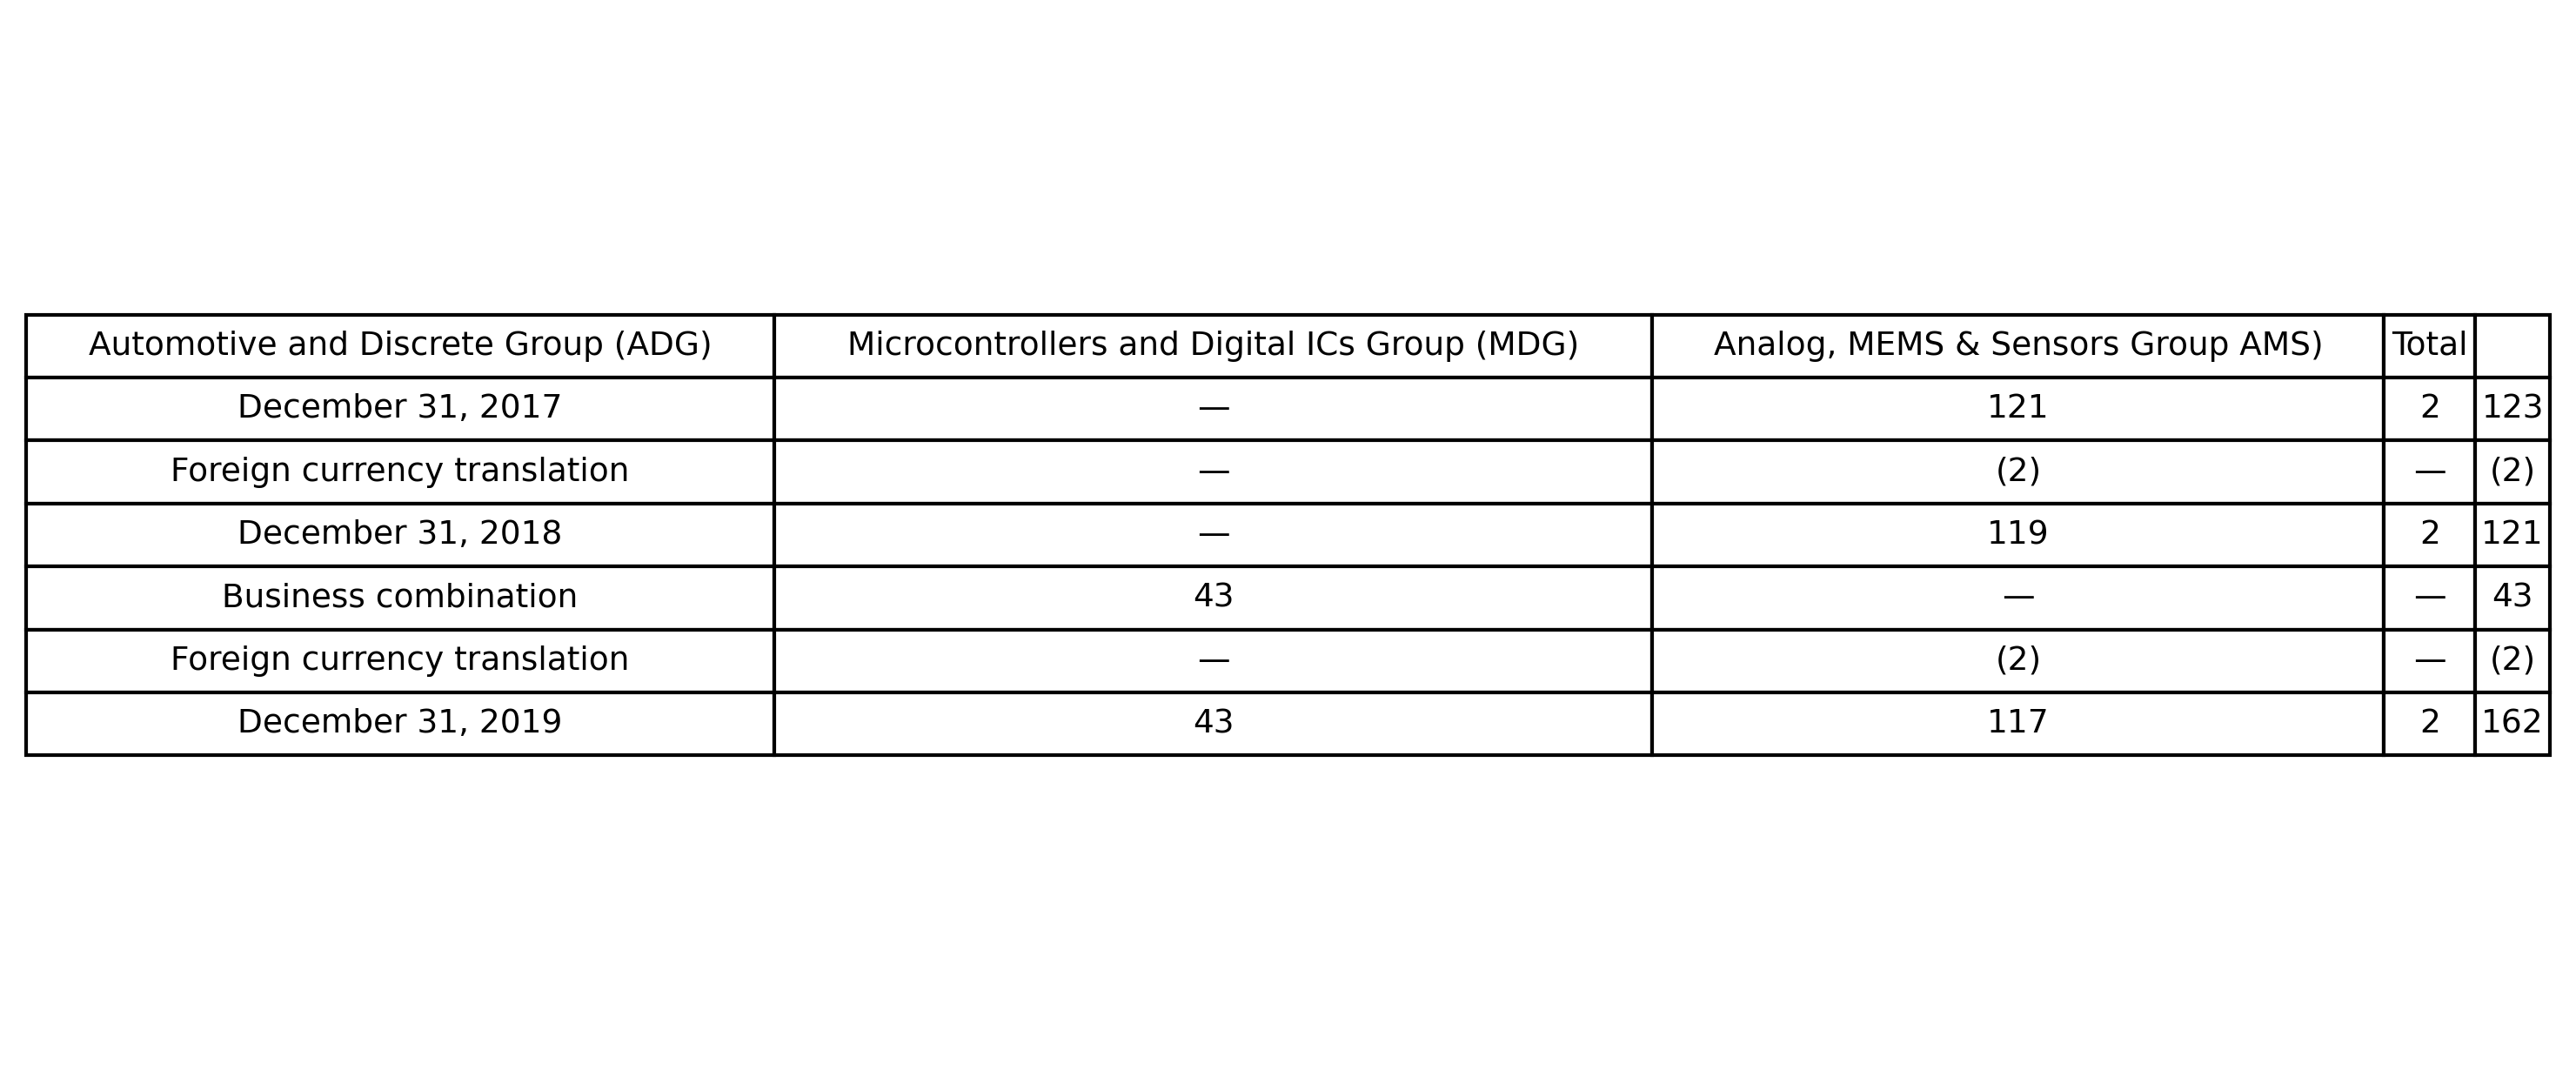 Automotive and Discrete Group (ADG) Microcontrollers and Digital ICs Group (MDG) Analog, MEMS & Sensors Group AMS) Total
December 31, 2017 — 121 2 123
Foreign currency translation — (2) — (2)
December 31, 2018 — 119 2 121
Business combination 43 — — 43
Foreign currency translation — (2) — (2)
December 31, 2019 43 117 2 162